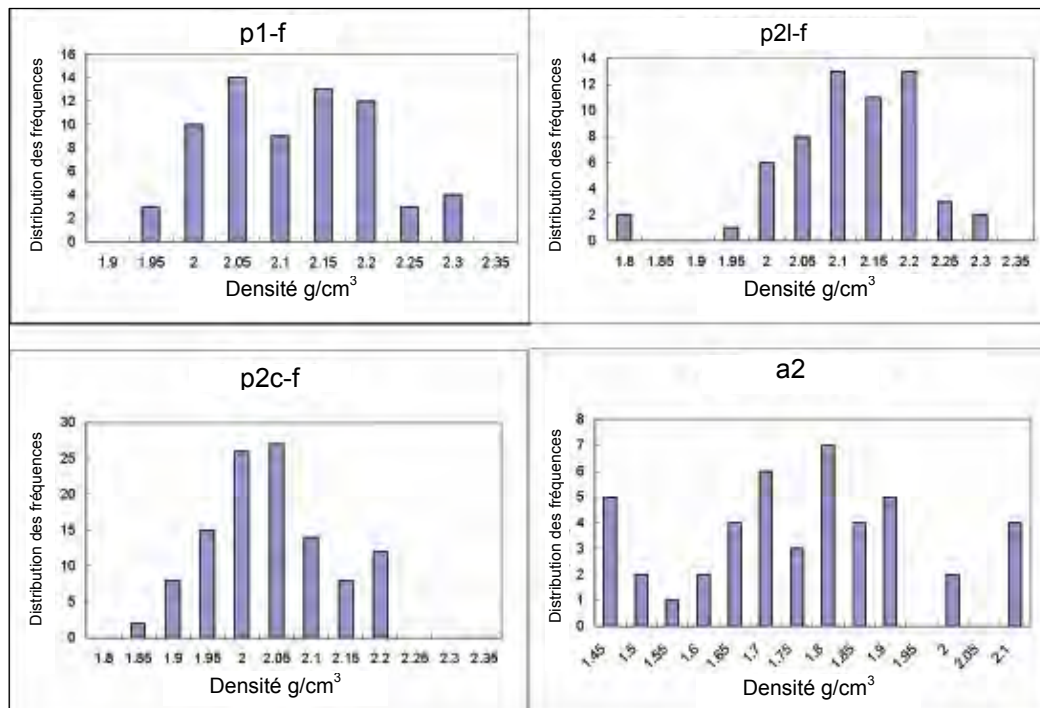 p1-f
Distribution des fréquences
16
14
12
10
8
6
4
2
0
1.9 1.95 2 2.05 2.1 2.15 2.2 2.25 2.3 2.35
Densité g/cm³
p2l-f
Distribution des fréquences
14
12
10
8
6
4
2
0
1.8 1.85 1.9 1.95 2 2.05 2.1 2.15 2.2 2.25 2.3 2.35
Densité g/cm³
p2c-f
Distribution des fréquences
30
25
20
15
10
5
0
1.8 1.85 1.9 1.95 2 2.05 2.1 2.15 2.2 2.25 2.3 2.35
Densité g/cm³
a2
Distribution des fréquences
8
7
6
5
4
3
2
1
0
1.45 1.5 1.55 1.6 1.65 1.7 1.75 1.8 1.85 1.9 1.95 2 2.05 2.1
Densité g/cm³